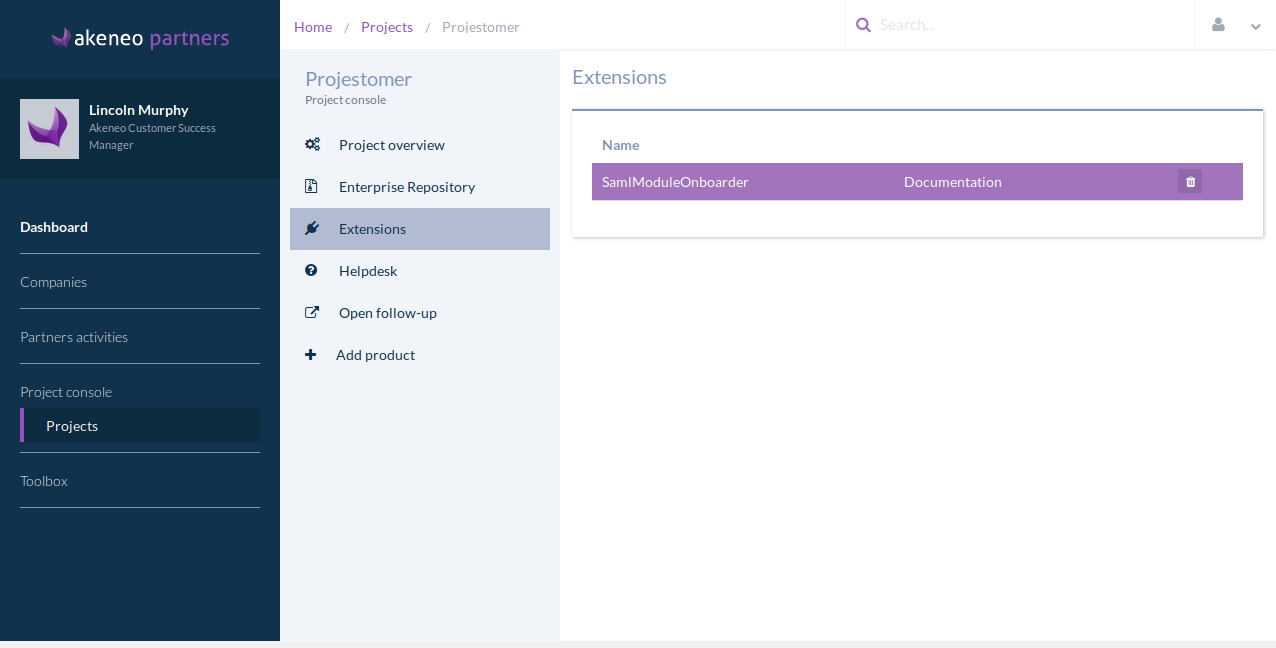 akeneo partners
Lincoln Murphy
Akeneo Customer Success
Manager
Dashboard
Companies
Partners activities
Project console
Projects
Toolbox
Home / Projects / Projestomer
Search...
Projestomer
Project console
Project overview
Enterprise Repository
Extensions
Helpdesk
Open follow-up
Add product
Extensions
Name
SamlModuleOnboarder Documentation